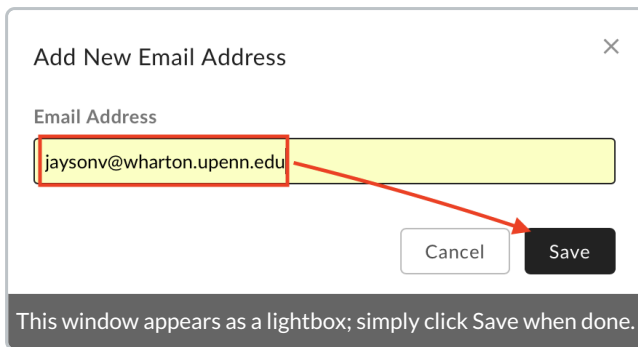 Add New Email Address
Email Address
jaysonv@wharton.upenn.edu
Cancel
Save
This window appears as a lightbox; simply click Save when done.